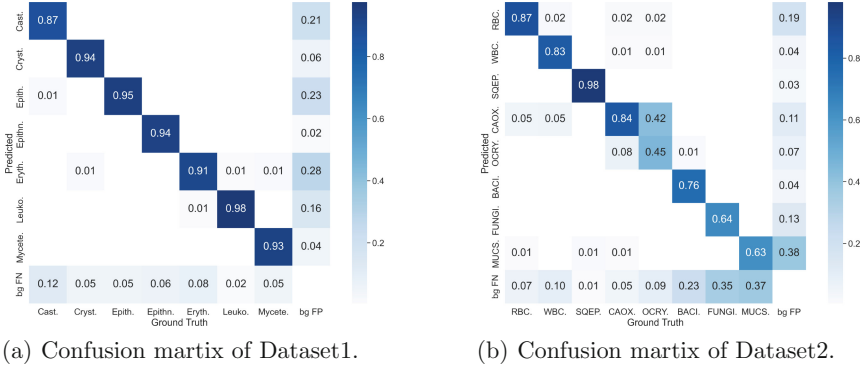 Cast. 0.87 0.21
Cryst. 0.94 0.06
Epith. 0.01 0.95 0.23
Epithn. 0.94 0.02
Eryth. 0.01 0.91 0.01 0.01 0.28
Leuko. 0.01 0.98 0.16
Mycete. 0.93 0.04
bg FN 0.12 0.05 0.05 0.06 0.08 0.02 0.05
Cast. Cryst. Epith. Epithn. Eryth. Leuko. Mycete. bg FP
Ground Truth
Predicted
0.8
0.6
0.4
0.2
(a) Confusion martix of Dataset1.
RBC. 0.87 0.02 0.02 0.02 0.19
WBC. 0.83 0.01 0.01 0.04
SQEP. 0.98 0.03
CAOX. 0.05 0.05 0.84 0.42 0.11
OCRY. 0.08 0.45 0.01 0.07
BACI. 0.76 0.04
FUNGI. 0.64 0.13
MUCS. 0.01 0.01 0.01 0.63 0.38
bg FN 0.07 0.10 0.01 0.05 0.09 0.23 0.35 0.37
RBC. WBC. SQEP. CAOX. OCRY. BACI. FUNGI. MUCS. bg FP
Ground Truth
Predicted
0.8
0.6
0.4
0.2
(b) Confusion martix of Dataset2.